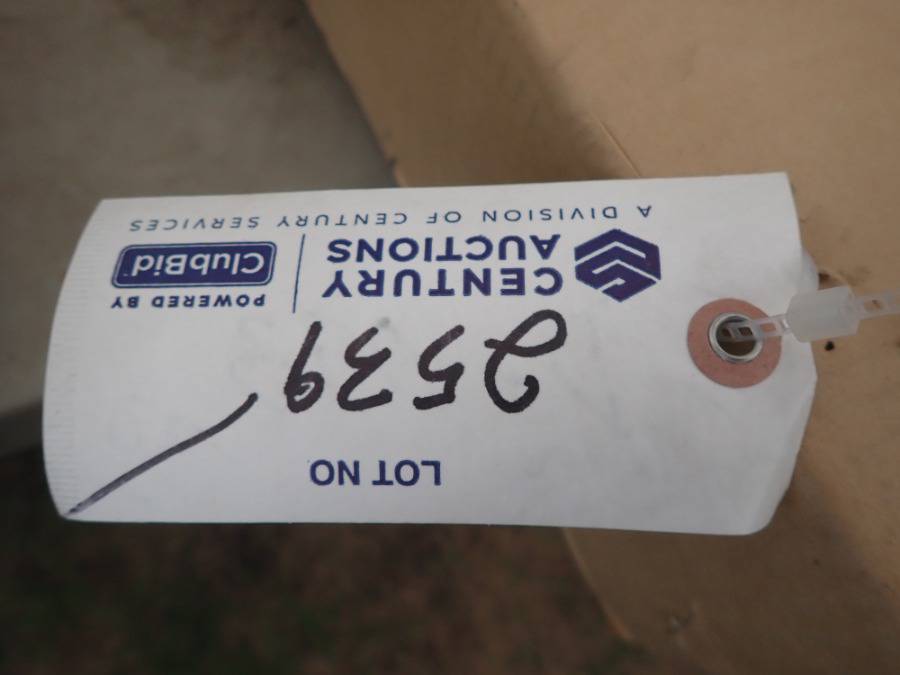 LOT NO
2539
CENTURY
AUCTIONS
POWERED BY
ClubBid
A DIVISION OF CENTURY SERVICES